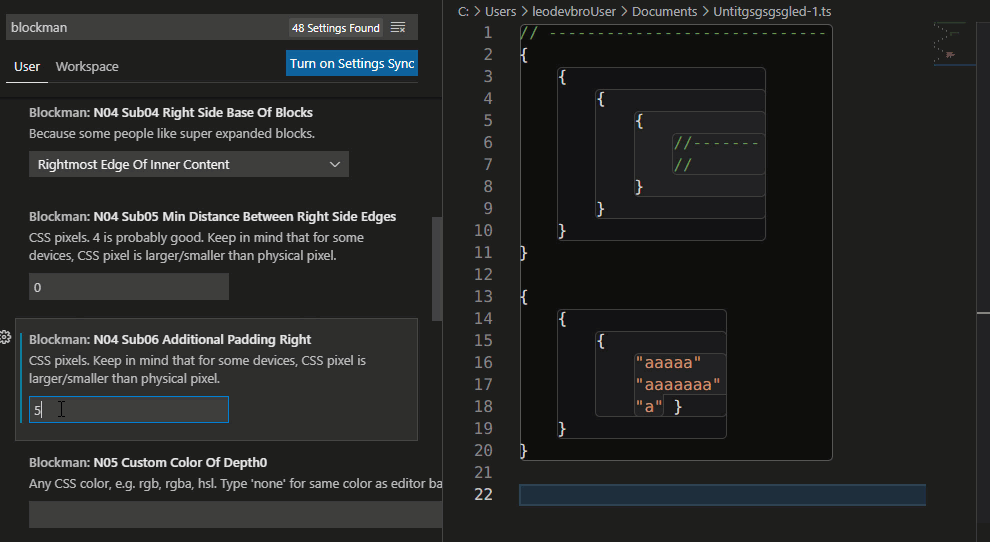 blockman
48 Settings Found
User
Workspace
Turn on Settings Sync
Blockman: N04 Sub04 Right Side Base Of Blocks
Because some people like super expanded blocks.
Rightmost Edge Of Inner Content
Blockman: N04 Sub05 Min Distance Between Right Side Edges
CSS pixels. 4 is probably good. Keep in mind that for some
devices, CSS pixel is larger/smaller than physical pixel.
0
Blockman: N04 Sub06 Additional Padding Right
CSS pixels. Keep in mind that for some devices, CSS pixel is
larger/smaller than physical pixel.
5
Blockman: N05 Custom Color Of Depth0
Any CSS color, e.g. rgb, rgba, hsl. Type 'none' for same color as editor ba
C: > Users > leodevbroUser > Documents > Untitgsgsgsgled-1.ts
1 // ------------------------------
2 {
3 {
4 {
5 {
6 //-------
7 //
8 }
9 }
10 }
11 }
12
13 {
14 {
15 {
16 "aaaaa"
17 "aaaaaaa"
18 "a" }
19 }
20 }
21
22